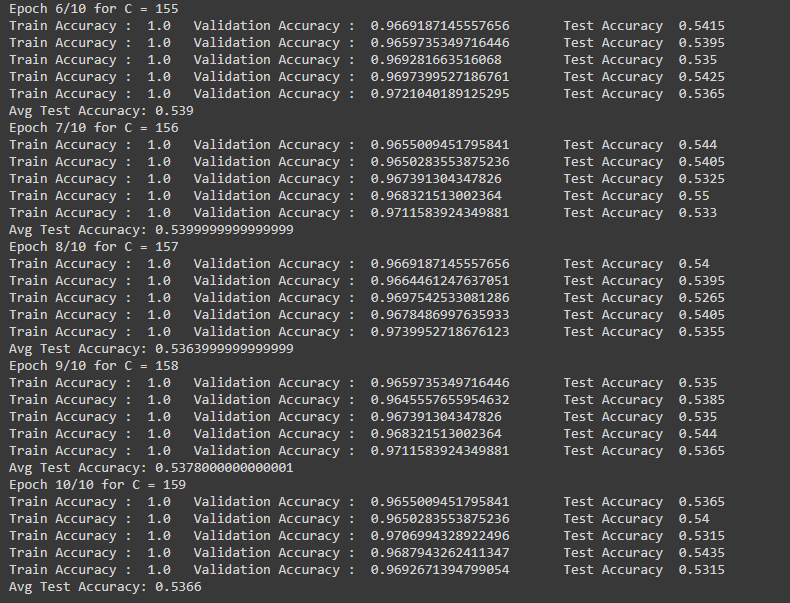 Epoch 6/10 for C = 155
Train Accuracy :  1.0   Validation Accuracy :  0.9669187145557656       Test Accuracy  0.5415
Train Accuracy :  1.0   Validation Accuracy :  0.9659735349716446       Test Accuracy  0.5395
Train Accuracy :  1.0   Validation Accuracy :  0.969281663516068        Test Accuracy  0.535
Train Accuracy :  1.0   Validation Accuracy :  0.9697399527186761       Test Accuracy  0.5425
Train Accuracy :  1.0   Validation Accuracy :  0.9721040189125295       Test Accuracy  0.5365
Avg Test Accuracy: 0.539
Epoch 7/10 for C = 156
Train Accuracy :  1.0   Validation Accuracy :  0.9655009451795841       Test Accuracy  0.544
Train Accuracy :  1.0   Validation Accuracy :  0.9650283553875236       Test Accuracy  0.5405
Train Accuracy :  1.0   Validation Accuracy :  0.967391304347826        Test Accuracy  0.5325
Train Accuracy :  1.0   Validation Accuracy :  0.968321513002364        Test Accuracy  0.55
Train Accuracy :  1.0   Validation Accuracy :  0.9711583924349881       Test Accuracy  0.533
Avg Test Accuracy: 0.5399999999999999
Epoch 8/10 for C = 157
Train Accuracy :  1.0   Validation Accuracy :  0.9669187145557656       Test Accuracy  0.54
Train Accuracy :  1.0   Validation Accuracy :  0.9664461247637051       Test Accuracy  0.5395
Train Accuracy :  1.0   Validation Accuracy :  0.9697542533081286       Test Accuracy  0.5265
Train Accuracy :  1.0   Validation Accuracy :  0.9678486997635933       Test Accuracy  0.5405
Train Accuracy :  1.0   Validation Accuracy :  0.9739952718676123       Test Accuracy  0.5355
Avg Test Accuracy: 0.5363999999999999
Epoch 9/10 for C = 158
Train Accuracy :  1.0   Validation Accuracy :  0.9659735349716446       Test Accuracy  0.535
Train Accuracy :  1.0   Validation Accuracy :  0.9645557655954632       Test Accuracy  0.5385
Train Accuracy :  1.0   Validation Accuracy :  0.967391304347826        Test Accuracy  0.535
Train Accuracy :  1.0   Validation Accuracy :  0.968321513002364        Test Accuracy  0.544
Train Accuracy :  1.0   Validation Accuracy :  0.9711583924349881       Test Accuracy  0.5365
Avg Test Accuracy: 0.5378000000000001
Epoch 10/10 for C = 159
Train Accuracy :  1.0   Validation Accuracy :  0.9655009451795841       Test Accuracy  0.5365
Train Accuracy :  1.0   Validation Accuracy :  0.9650283553875236       Test Accuracy  0.54
Train Accuracy :  1.0   Validation Accuracy :  0.9706994328922496       Test Accuracy  0.5315
Train Accuracy :  1.0   Validation Accuracy :  0.9687943262411347       Test Accuracy  0.5435
Train Accuracy :  1.0   Validation Accuracy :  0.9692671394799054       Test Accuracy  0.5315
Avg Test Accuracy: 0.5366